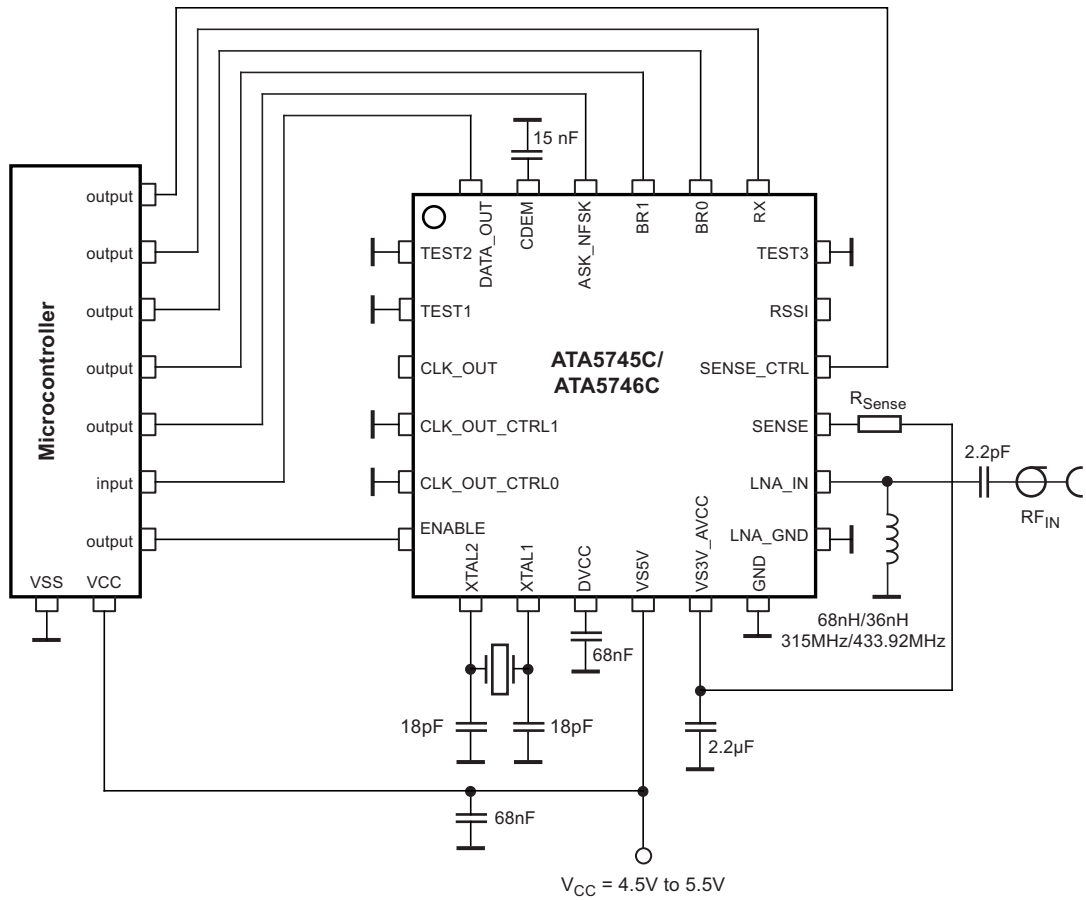 15 nF
output
output
output
output
output
input
output
Microcontroller
VSS
VCC
DATA_OUT
CDEM
ASK_NFSK
BR1
BR0
RX
TEST2
TEST1
CLK_OUT
CLK_OUT_CTRL1
CLK_OUT_CTRL0
ENABLE
ATA5745C/
ATA5746C
TEST3
RSSI
SENSE_CTRL
SENSE
LNA_IN
LNA_GND
XTAL2
XTAL1
DVCC
VS5V
VS3V_AVCC
GND
RSense
2.2pF
RFIN
68nH/36nH
315MHz/433.92MHz
68nF
18pF
18pF
2.2µF
68nF
VCC = 4.5V to 5.5V